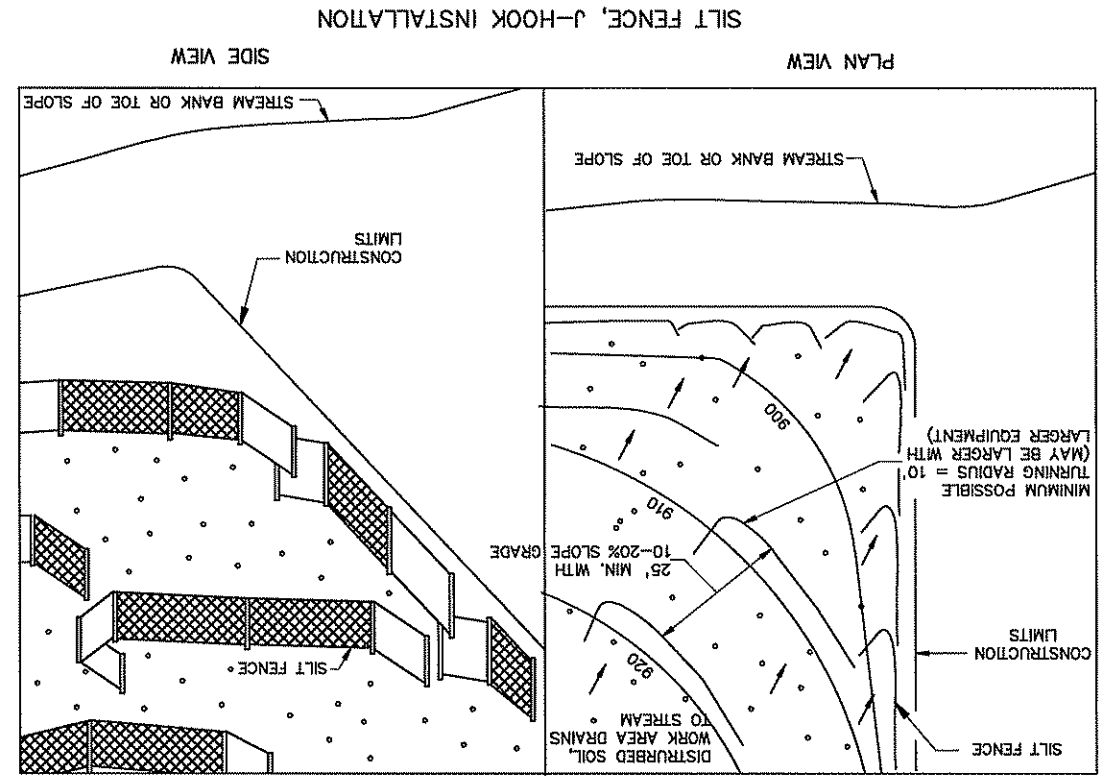 SILT FENCE
DISTRURBED SOIL,
WORK AREA DRAINS
TO STREAM
920
CONSTRUCTION
LIMITS
25' MIN. WITH
10-20% SLOPE GRADE
910
MINIMUM POSSIBLE
TURNING RADIUS = 10'
(MAY BE LARGER WITH
LARGER EQUIPMENT)
900
STREAM BANK OR TOE OF SLOPE
PLAN VIEW
SILT FENCE
CONSTRUCTION
LIMITS
STREAM BANK OR TOE OF SLOPE
SIDE VIEW
SILT FENCE, J-HOOK INSTALLATION